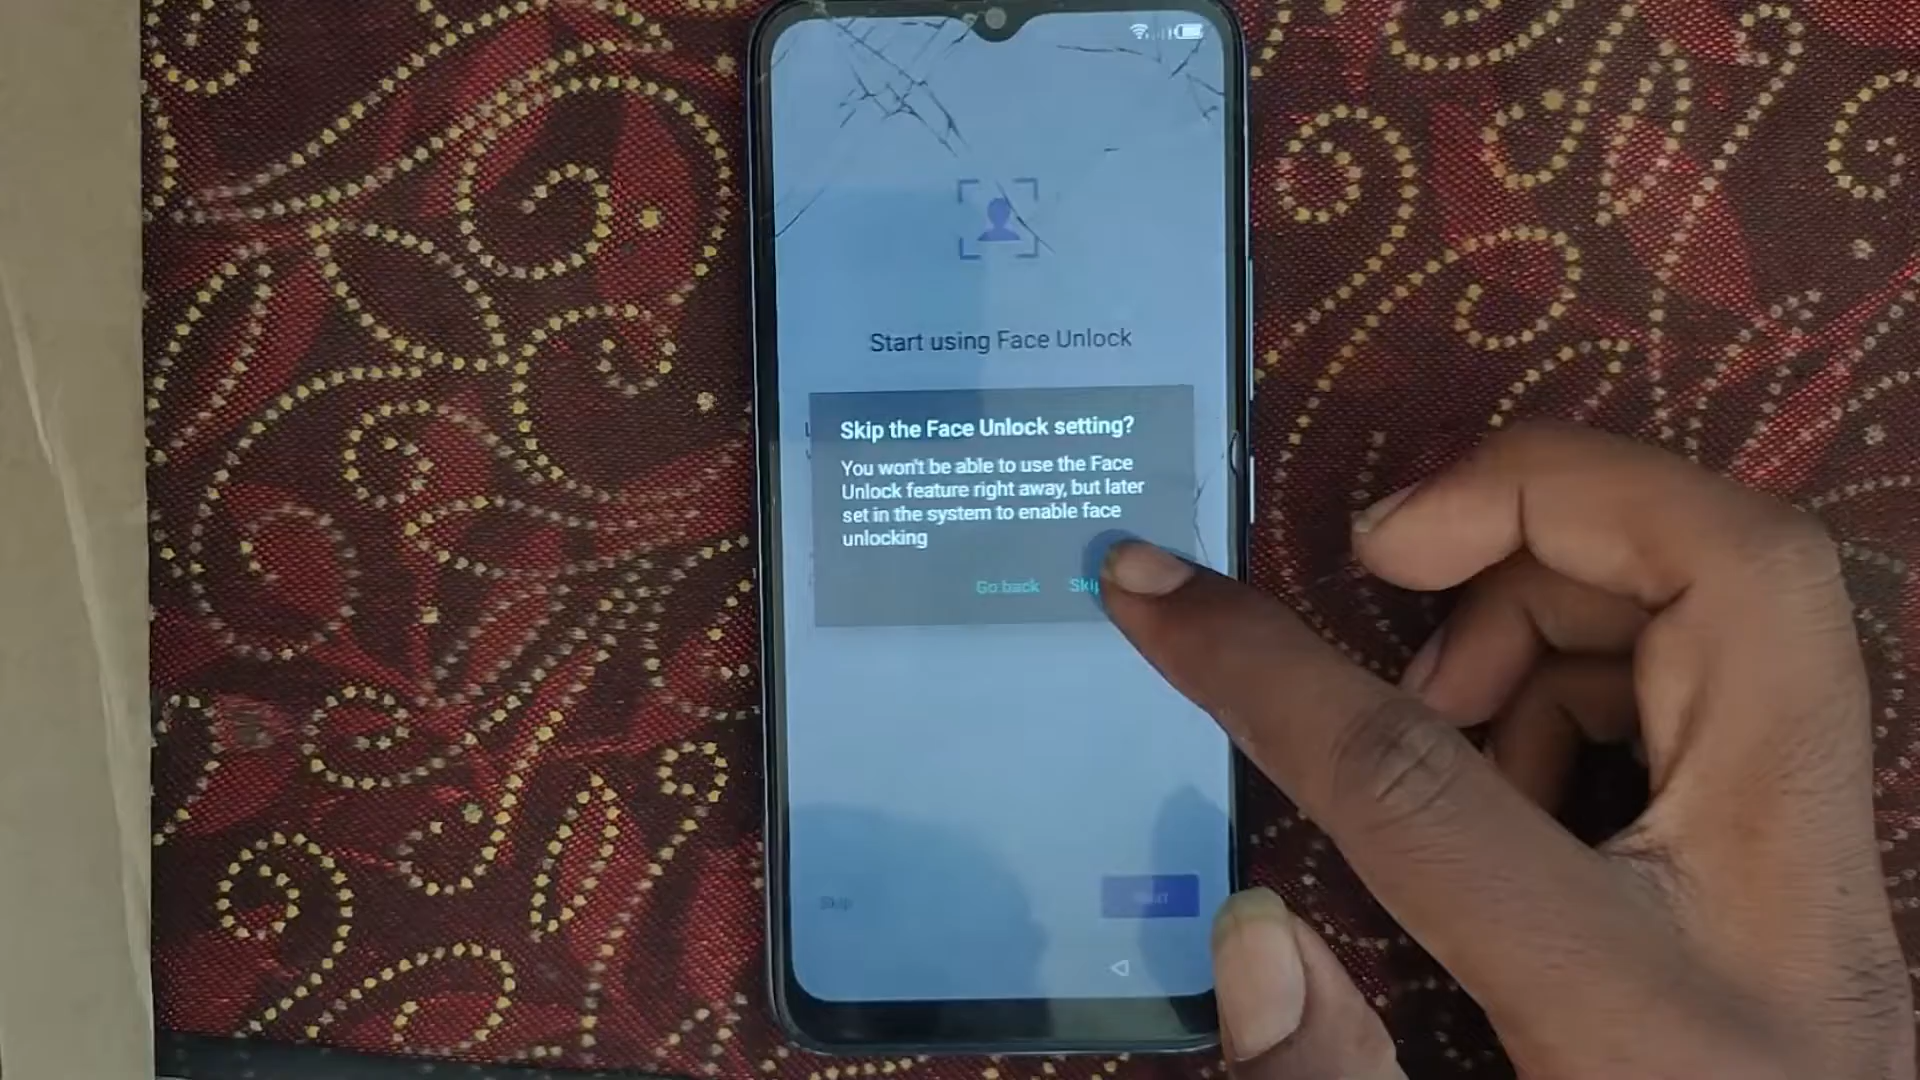 Start using Face Unlock
Skip the Face Unlock setting?
You won't be able to use the Face
Unlock feature right away, but later
set in the system to enable face
unlocking
Go back Skip
Skip